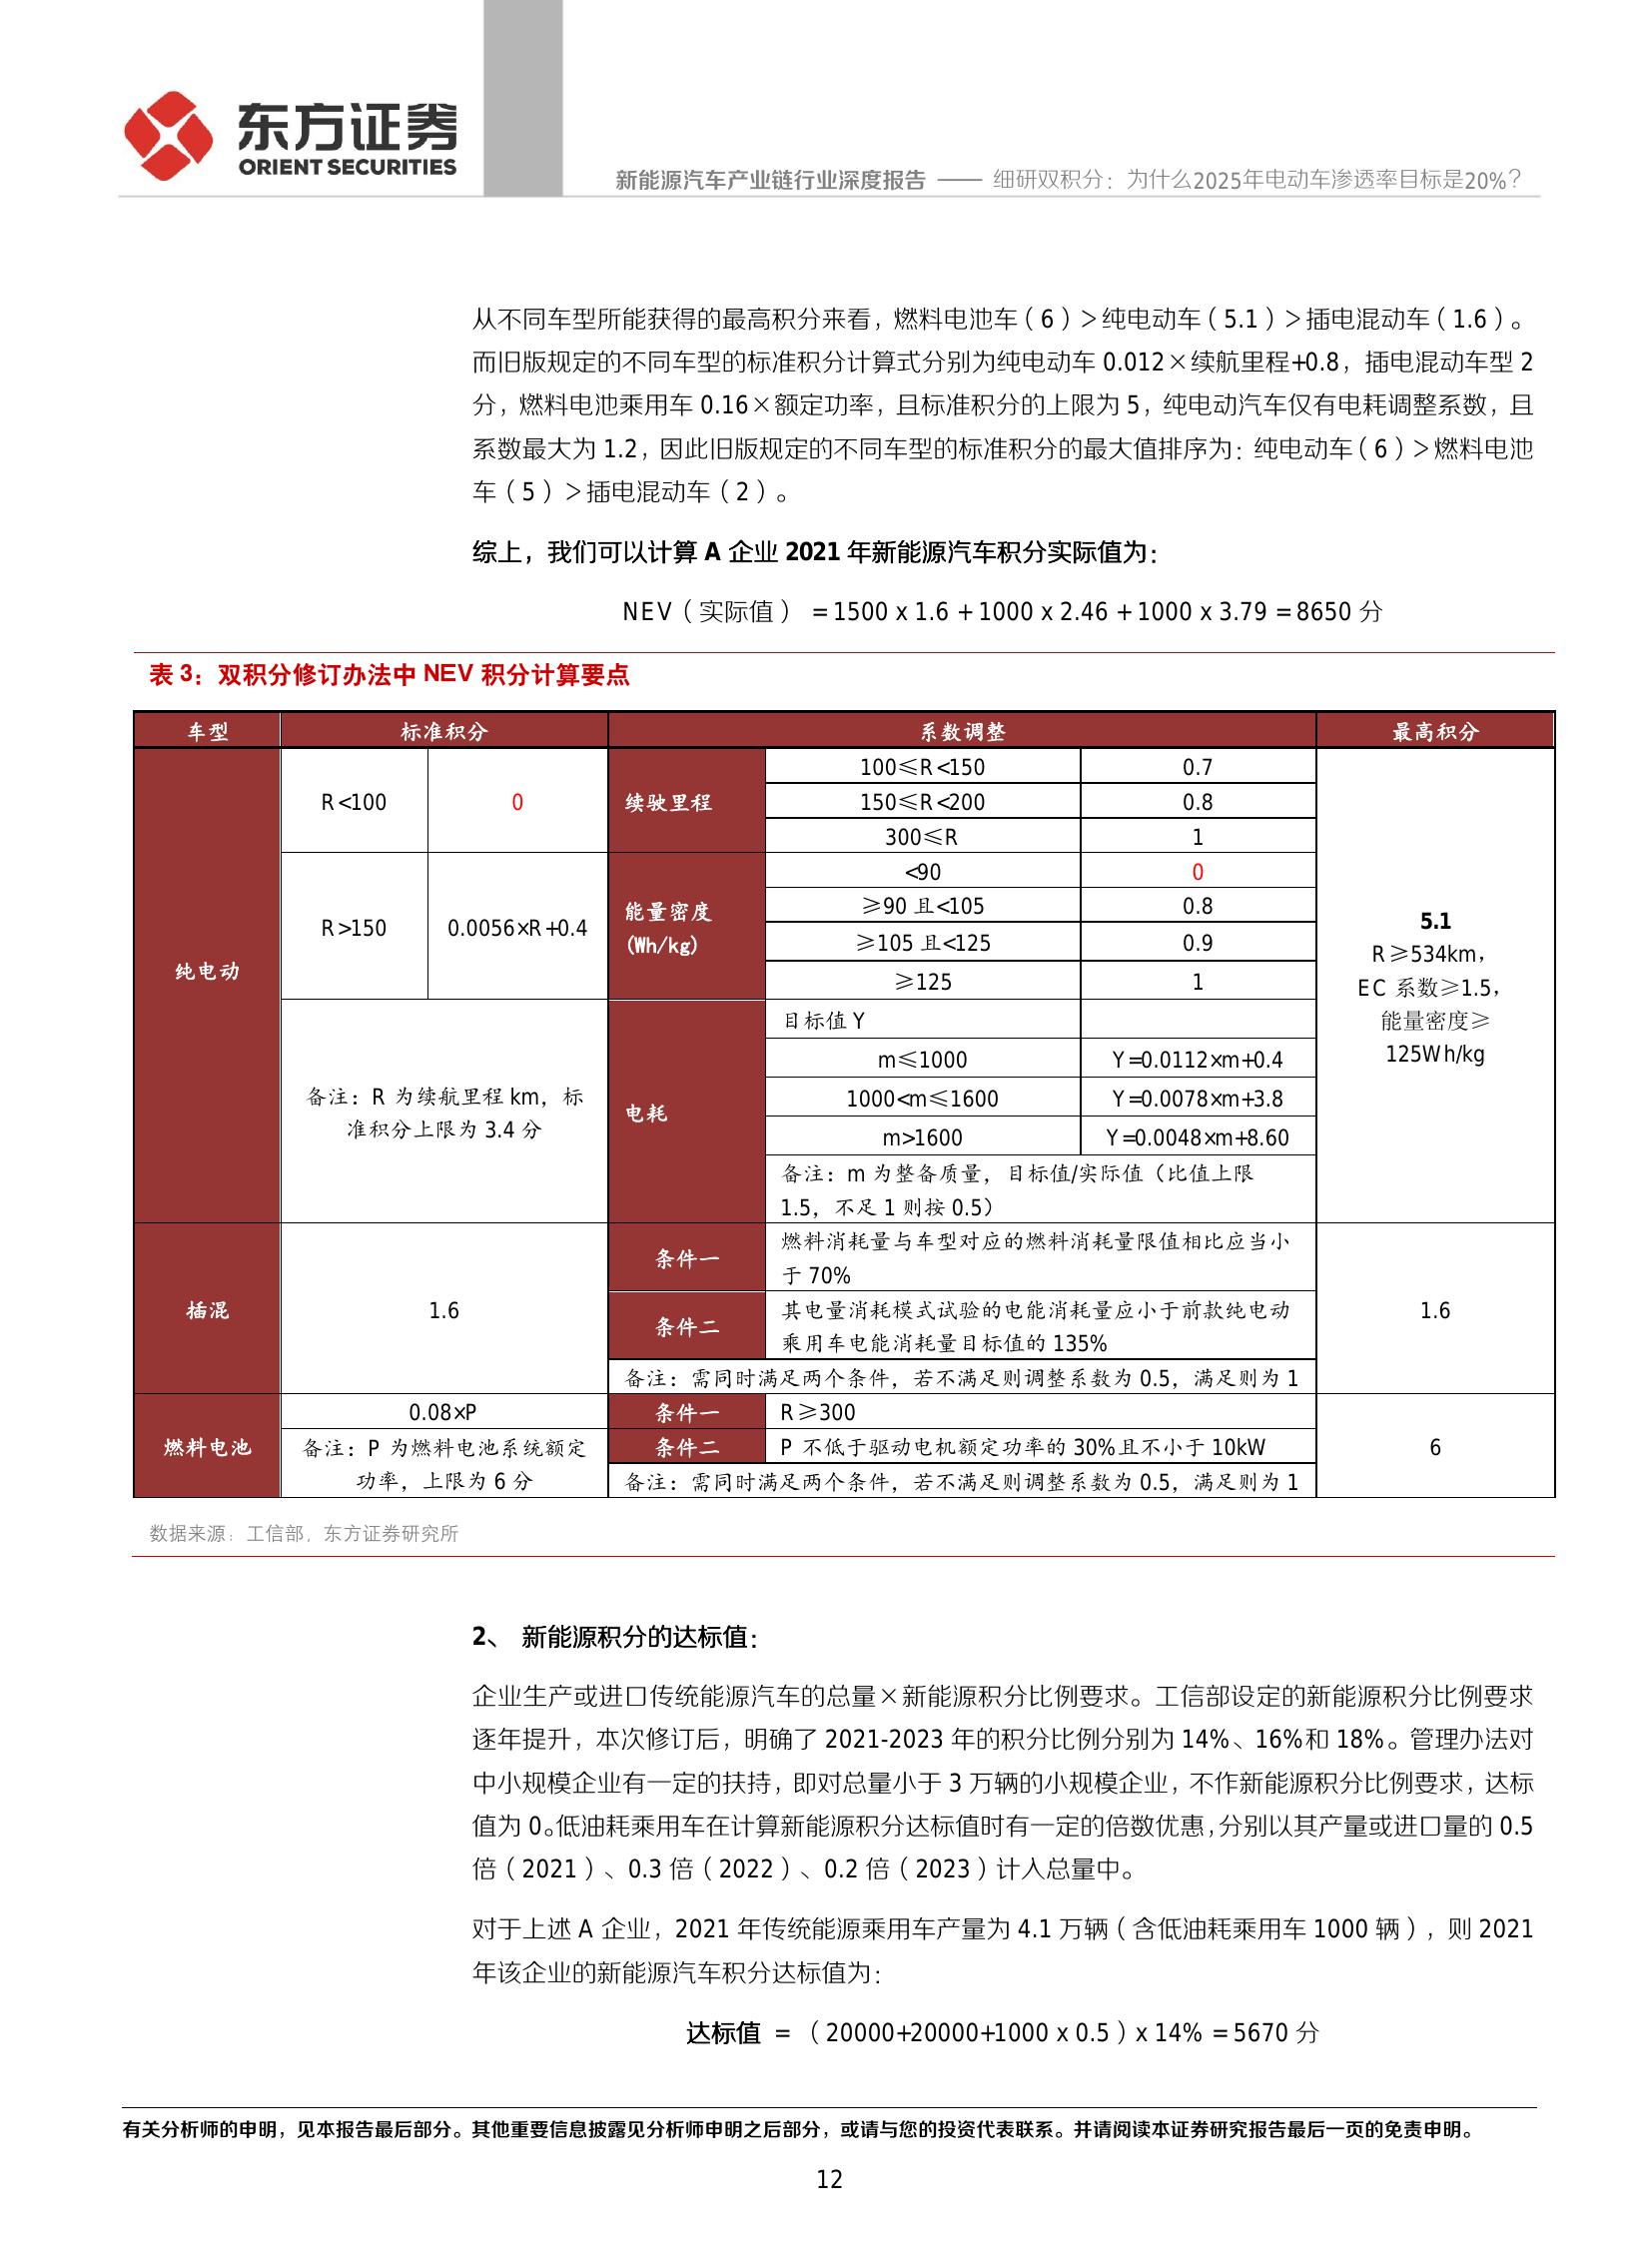 东方证券
ORIENT SECURITIES
新能源汽车产业链行业深度报告 —— 细研双积分：为什么2025年电动车渗透率目标是20%？
从不同车型所能获得的最高积分来看，燃料电池车（6）＞纯电动车（5.1）＞插电混动车（1.6）。
而旧版规定的不同车型的标准积分计算式分别为纯电动车 0.012×续航里程+0.8，插电混动车型 2
分，燃料电池乘用车 0.16×额定功率，且标准积分的上限为 5，纯电动汽车仅有电耗调整系数，且
系数最大为 1.2，因此旧版规定的不同车型的标准积分的最大值排序为：纯电动车（6）＞燃料电池
车（5）＞插电混动车（2）。
综上，我们可以计算 A 企业 2021 年新能源汽车积分实际值为：
NEV（实际值） = 1500 x 1.6 + 1000 x 2.46 + 1000 x 3.79 = 8650 分
表 3：双积分修订办法中 NEV 积分计算要点
车型 标准积分 系数调整 最高积分
纯电动
R<100 0
R>150 0.0056×R+0.4
备注：R 为续航里程 km，标
准积分上限为 3.4 分
续驶里程
100≤R<150 0.7
150≤R<200 0.8
300≤R 1
能量密度
(Wh/kg)
<90 0
≥90 且<105 0.8
≥105 且<125 0.9
≥125 1
电耗
目标值 Y
m≤1000 Y=0.0112×m+0.4
1000<m≤1600 Y=0.0078×m+3.8
m>1600 Y=0.0048×m+8.60
备注：m 为整备质量，目标值/实际值（比值上限
1.5，不足 1 则按 0.5）
5.1
R≥534km，
EC 系数≥1.5，
能量密度≥
125Wh/kg
插混
1.6
条件一
燃料消耗量与车型对应的燃料消耗量限值相比应当小
于 70%
条件二
其电量消耗模式试验的电能消耗量应小于前款纯电动
乘用车电能消耗量目标值的 135%
备注：需同时满足两个条件，若不满足则调整系数为 0.5，满足则为 1
1.6
燃料电池
0.08×P
备注：P 为燃料电池系统额定
功率，上限为 6 分
条件一 R≥300
条件二 P 不低于驱动电机额定功率的 30%且不小于 10kW
备注：需同时满足两个条件，若不满足则调整系数为 0.5，满足则为 1
6
数据来源：工信部，东方证券研究所
2、 新能源积分的达标值：
企业生产或进口传统能源汽车的总量×新能源积分比例要求。工信部设定的新能源积分比例要求
逐年提升，本次修订后，明确了 2021-2023 年的积分比例分别为 14%、16%和 18%。管理办法对
中小规模企业有一定的扶持，即对总量小于 3 万辆的小规模企业，不作新能源积分比例要求，达标
值为 0。低油耗乘用车在计算新能源积分达标值时有一定的倍数优惠，分别以其产量或进口量的 0.5
倍（2021）、0.3 倍（2022）、0.2 倍（2023）计入总量中。
对于上述 A 企业，2021 年传统能源乘用车产量为 4.1 万辆（含低油耗乘用车 1000 辆），则 2021
年该企业的新能源汽车积分达标值为：
达标值 = （20000+20000+1000 x 0.5）x 14% = 5670 分
有关分析师的申明，见本报告最后部分。其他重要信息披露见分析师申明之后部分，或请与您的投资代表联系。并请阅读本证券研究报告最后一页的免责申明。
12